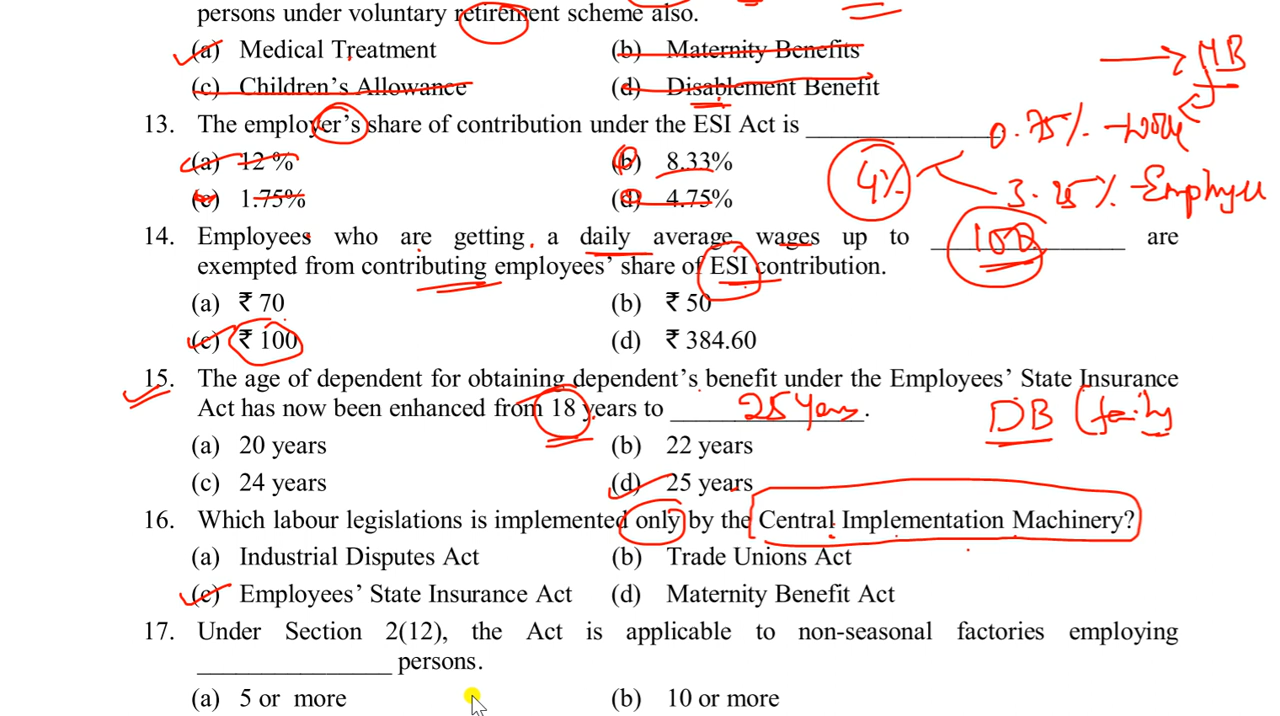 persons under voluntary retirement scheme also.
(a) Medical Treatment (b) Maternity Benefits
(c) Children's Allowance (d) Disablement Benefit
MB
13. The employer's share of contribution under the ESI Act is ____________
0.75%
(a) 12 % (b) 8.33% 4%
(c) 1.75% (d) 4.75% 3.25%
14. Employees who are getting a daily average wages up to ____________ are
100
exempted from contributing employees' share of ESI contribution.
(a) ₹ 70 (b) ₹ 50
(c) ₹ 100 (d) ₹ 384.60
15. The age of dependent for obtaining dependent's benefit under the Employees' State Insurance
Act has now been enhanced from 18 years to ____________. 25 Years DB
(a) 20 years (b) 22 years
(c) 24 years (d) 25 years
16. Which labour legislations is implemented only by the Central Implementation Machinery?
(a) Industrial Disputes Act (b) Trade Unions Act
(c) Employees' State Insurance Act (d) Maternity Benefit Act
17. Under Section 2(12), the Act is applicable to non-seasonal factories employing
____________ persons.
(a) 5 or more (b) 10 or more